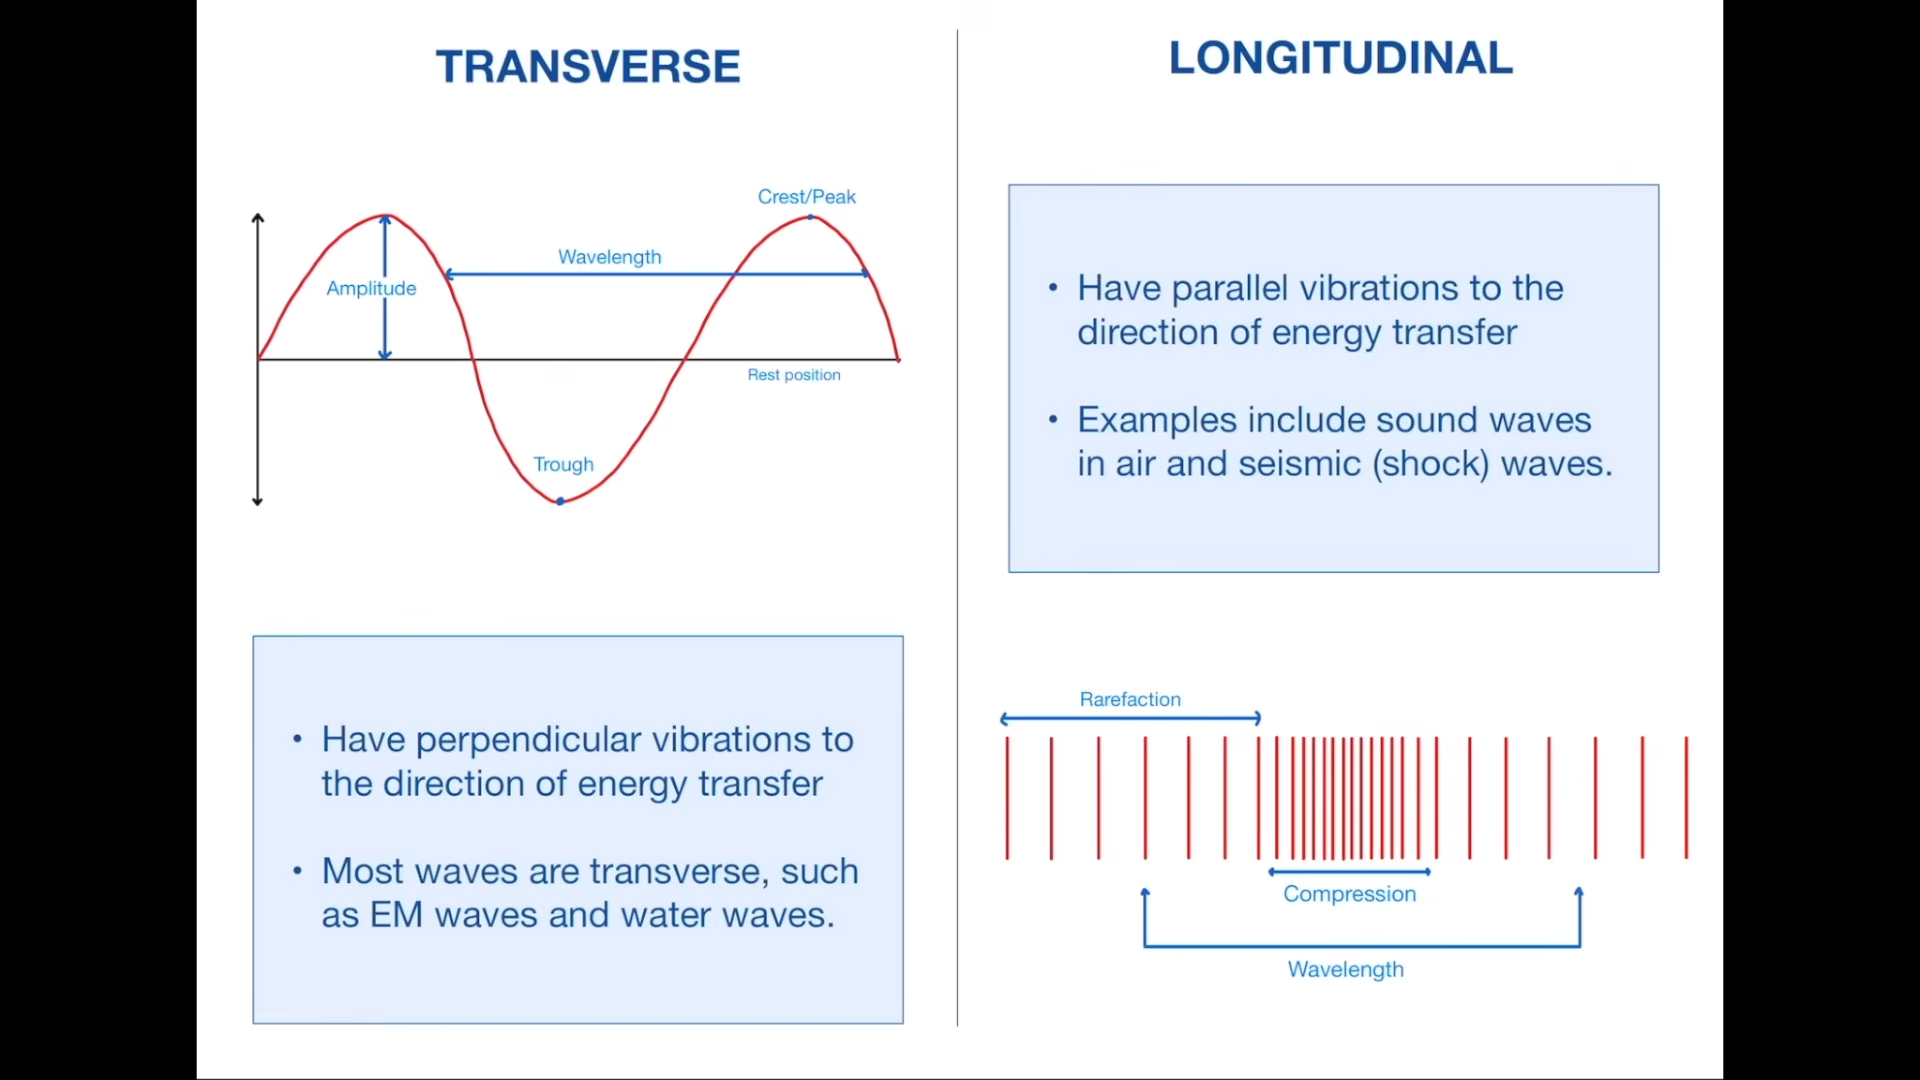 TRANSVERSE
Crest/Peak
Wavelength
Amplitude
Rest position
Trough
• Have perpendicular vibrations to
the direction of energy transfer
• Most waves are transverse, such
as EM waves and water waves.
LONGITUDINAL
• Have parallel vibrations to the
direction of energy transfer
• Examples include sound waves
in air and seismic (shock) waves.
Rarefaction
Compression
Wavelength